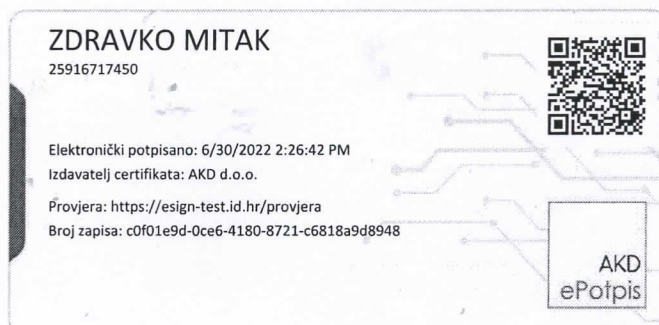 ZDRAVKO MITAK
25916717450
Elektronički potpisano: 6/30/2022 2:26:42 PM
Izdavatelj certifikata: AKD d.o.o.
Provjera: https://esign-test.id.hr/provjera
Broj zapisa: c0f01e9d-0ce6-4180-8721-c6818a9d8948
AKD
ePotpis